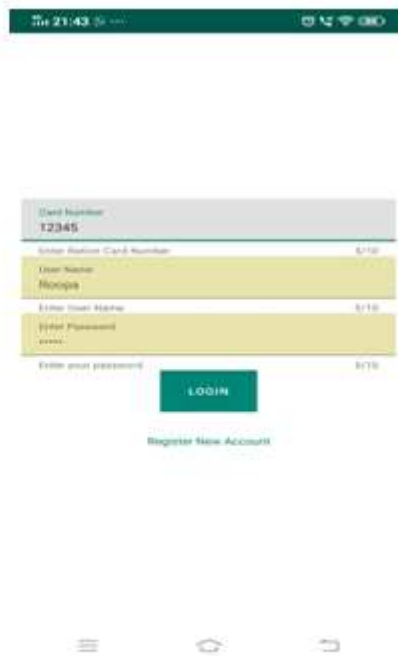 21:43
Card Number
12345
Enter Ration Card Number 5/10
User Name
Roopa
Enter User Name 5/10
Enter Password
•••••
Enter your password 5/10
LOGIN
Register New Account